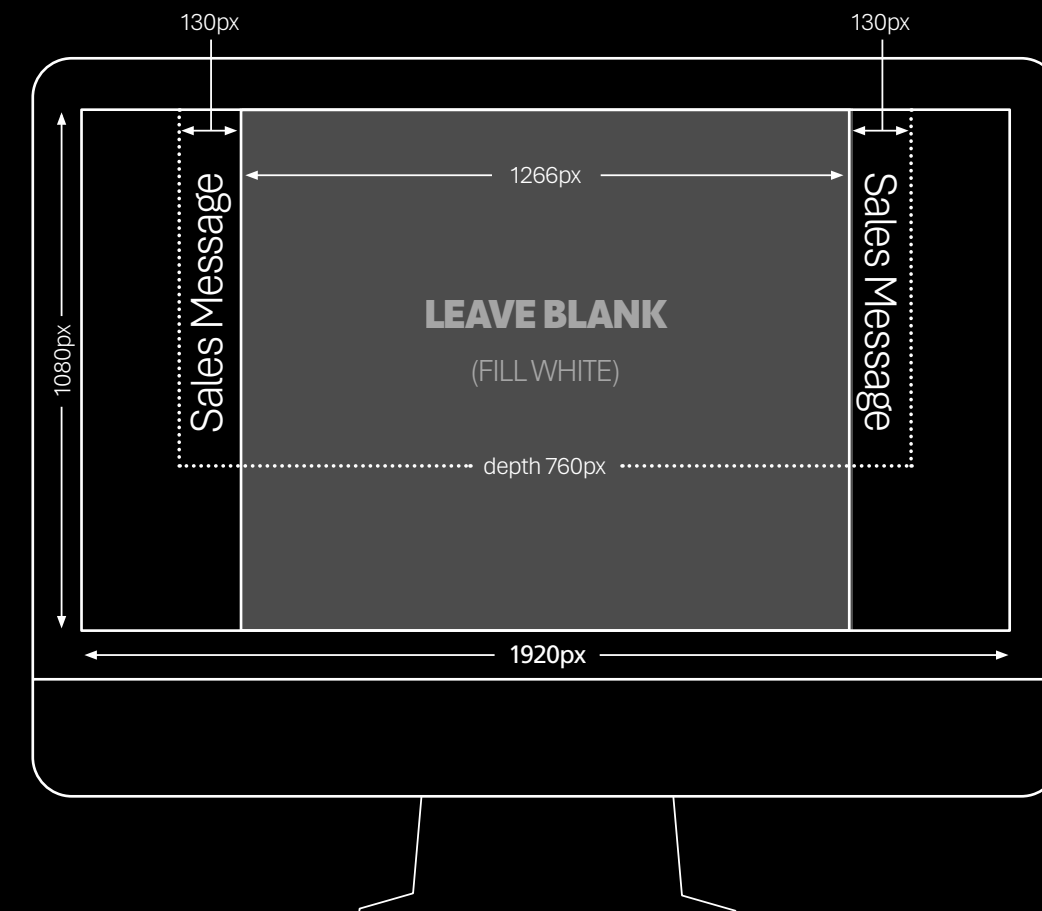 130px
130px
1266px
Sales Message
Sales Message
LEAVE BLANK
(FILL WHITE)
1080px
depth 760px
1920px